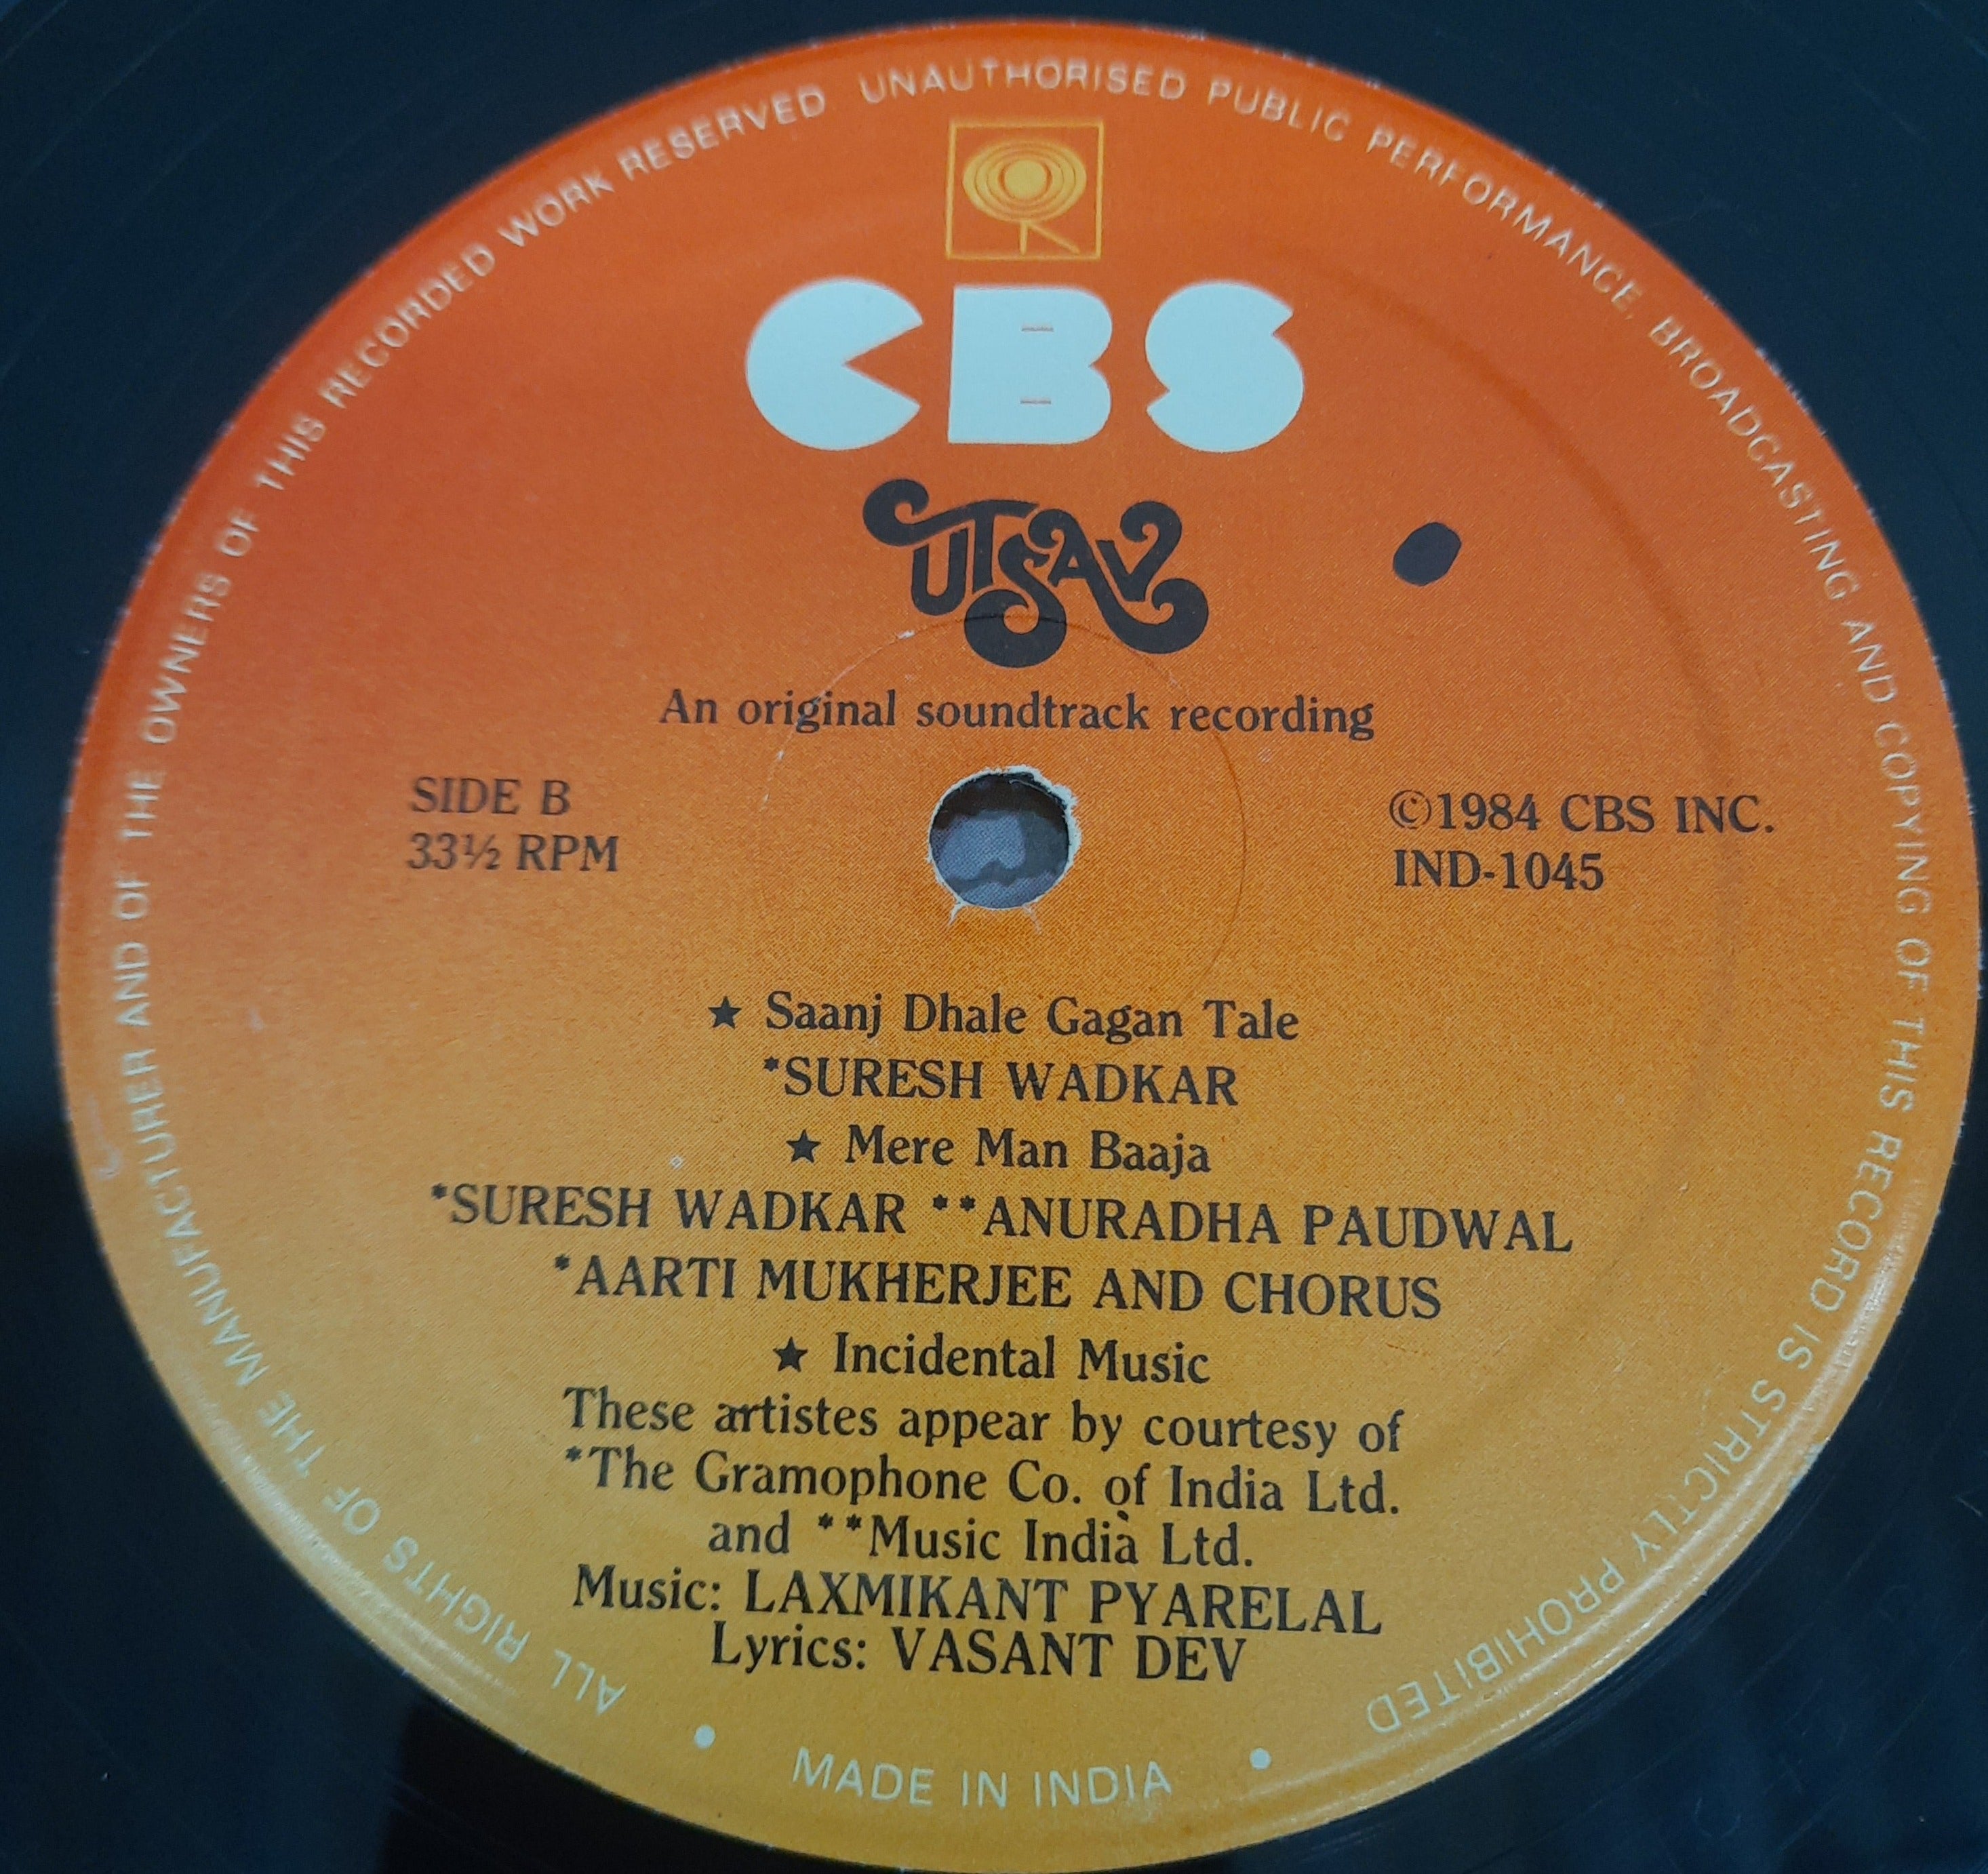 ALL RIGHTS OF THE MANUFACTURER AND OF THE OWNERS OF THIS RECORDED WORK RESERVED UNAUTHORISED PUBLIC PERFORMANCE, BROADCASTING AND COPYING OF THIS RECORD IS STRICTLY PROHIBITED
CBS
UTSAV
An original soundtrack recording
SIDE B
33⅓ RPM
©1984 CBS INC.
IND-1045
★ Saanj Dhale Gagan Tale
*SURESH WADKAR
★ Mere Man Baaja
*SURESH WADKAR **ANURADHA PAUDWAL
*AARTI MUKHERJEE AND CHORUS
★ Incidental Music
These artistes appear by courtesy of
*The Gramophone Co. of India Ltd.
and **Music India Ltd.
Music: LAXMIKANT PYARELAL
Lyrics: VASANT DEV
• MADE IN INDIA •